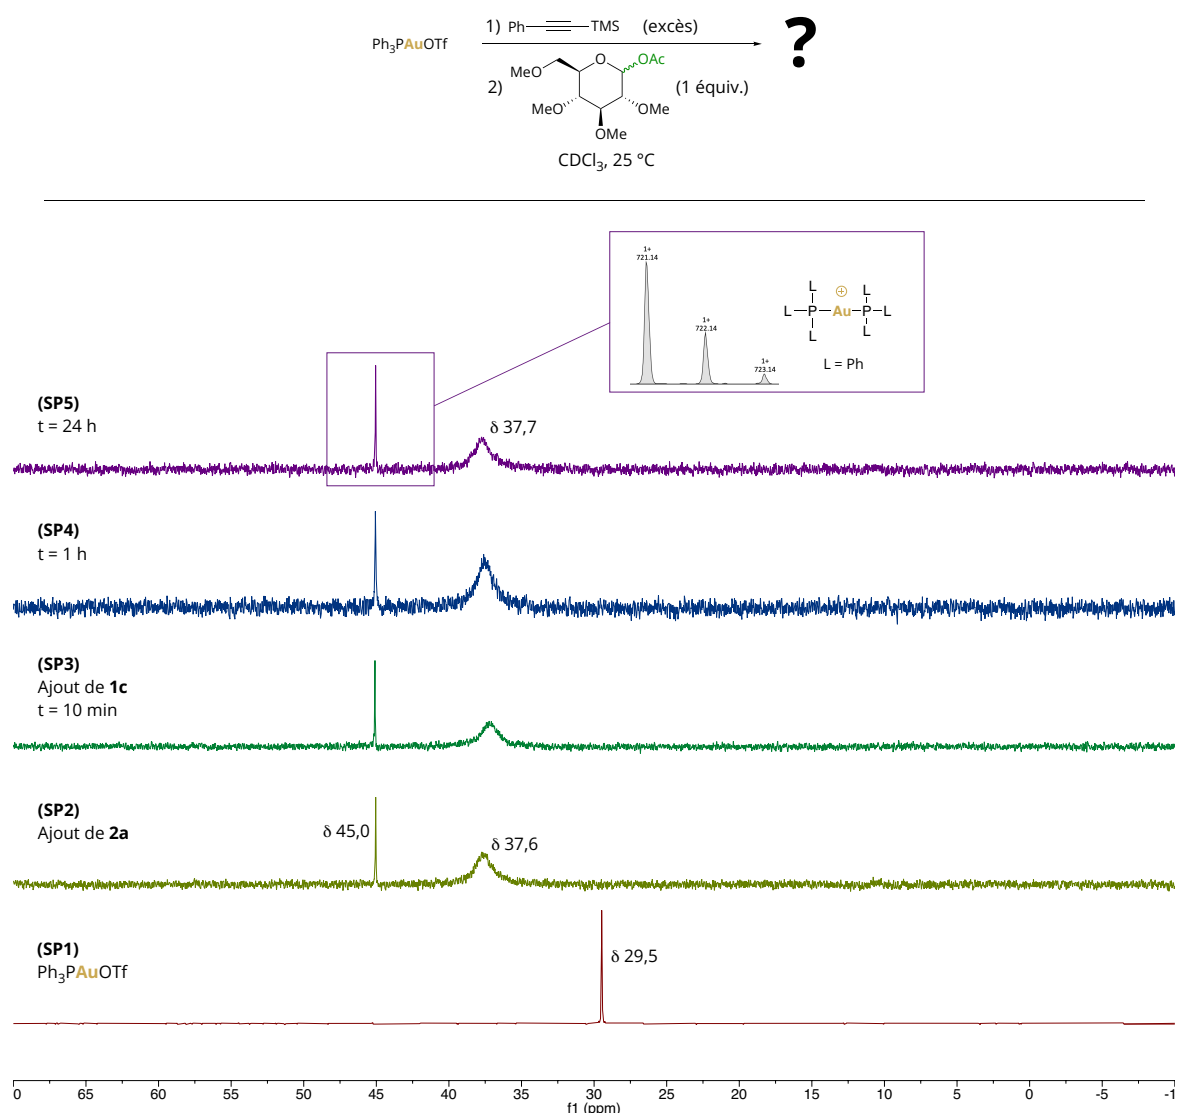 1) Ph TMS (excès)
Ph3PAuOTf
?
2) MeO O OAc (1 équiv.)
MeO OMe
OMe
CDCl3, 25 °C
1+
721.14
1+
722.14
1+
723.14
L L
⊕
L P Au P L
L L
L = Ph
(SP5)
t = 24 h
δ 37,7
(SP4)
t = 1 h
(SP3)
Ajout de 1c
t = 10 min
(SP2)
Ajout de 2a
δ 45,0
δ 37,6
(SP1)
Ph3PAuOTf
δ 29,5
0 65 60 55 50 45 40 35 30 25 20 15 10 5 0 -5 -1
f1 (ppm)